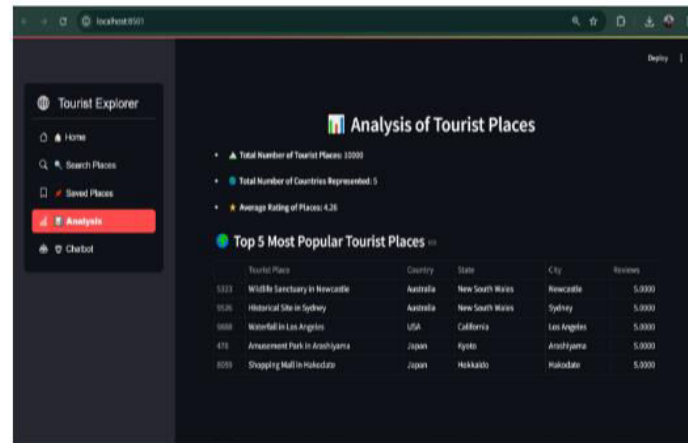 localhost:8501
Deploy
Tourist Explorer
Home
Search Places
Saved Places
Analysis
Chatbot
Analysis of Tourist Places
Total Number of Tourist Places: 10000
Total Number of Countries Represented: 5
Average Rating of Places: 4.26
Top 5 Most Popular Tourist Places
Tourist Place Country State City Reviews
Wildlife Sanctuary in Newcastle Australia New South Wales Newcastle 5.0000
Historical Site in Sydney Australia New South Wales Sydney 5.0000
Waterfall in Los Angeles USA California Los Angeles 5.0000
478 Amusement Park in Arashiyama Japan Kyoto Arashiyama 5.0000
8059 Shopping Mall in Hakodate Japan Hokkaido Hakodate 5.0000